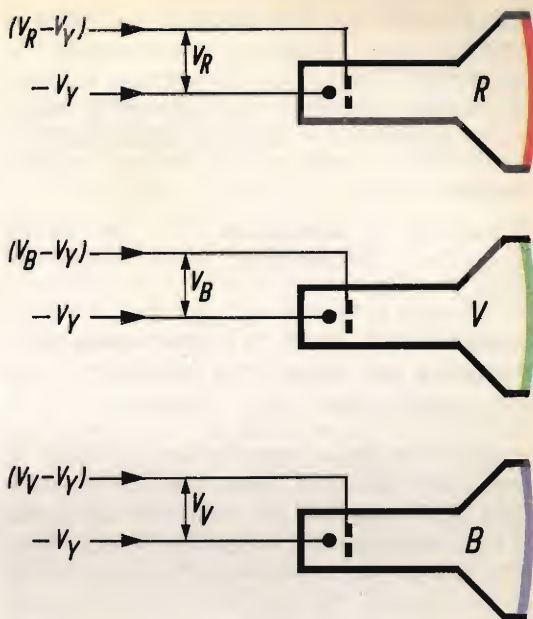 (V_R – V_Y)
V_R
– V_Y
R
(V_B – V_Y)
V_B
– V_Y
V
(V_V – V_Y)
V_V
– V_Y
B